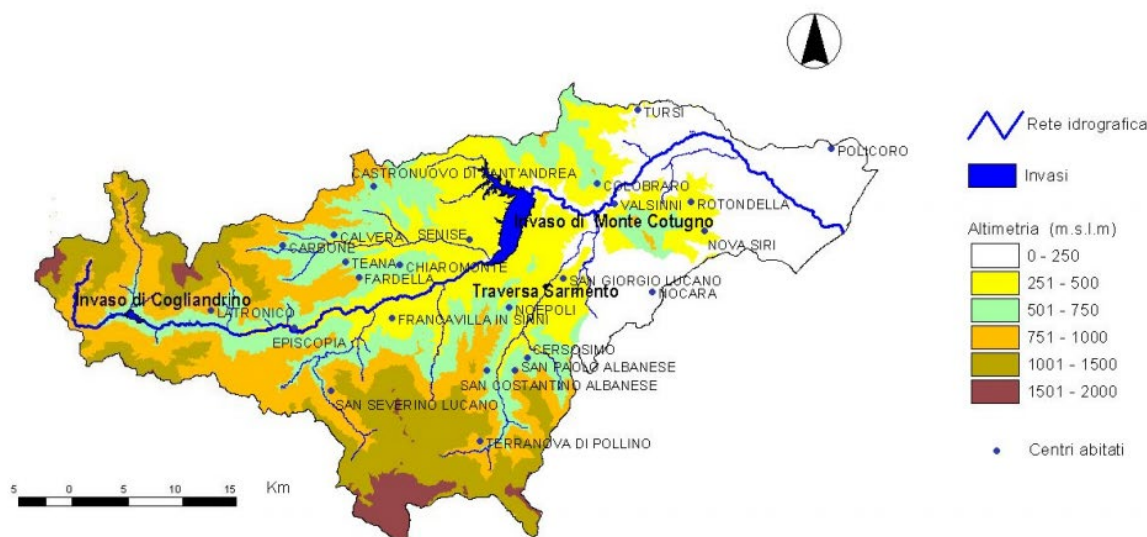 TURSI
Rete idrografica
POLICORO
CASTRONUOVO DI SANT'ANDREA
Invasi
COLOBRARO
VALSINNI
ROTONDELLA
Invaso di Monte Cotugno
Altimetria (m.s.l.m)
CALVERA
SENISE
NOVA SIRI
0 - 250
CARBONE
TEANA
CHIAROMONTE
251 - 500
FARDELLA
SAN GIORGIO LUCANO
Traversa Sarmento
NOCARA
501 - 750
Invaso di Cogliandrino
LATRONICO
NOEPOLI
FRANCAVILLA IN SINNI
751 - 1000
EPISCOPIA
CERSOSIMO
1001 - 1500
SAN PAOLO ALBANESE
SAN COSTANTINO ALBANESE
1501 - 2000
SAN SEVERINO LUCANO
TERRANOVA DI POLLINO
Centri abitati
5 0 5 10 15 Km